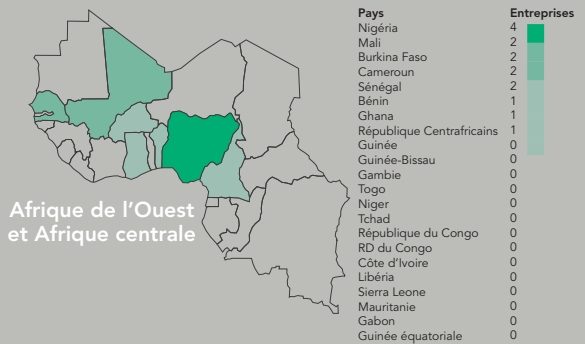 Pays Entreprises
Nigéria 4
Mali 2
Burkina Faso 2
Cameroun 2
Sénégal 2
Bénin 1
Ghana 1
République Centrafricains 1
Guinée 0
Guinée-Bissau 0
Gambie 0
Togo 0
Niger 0
Tchad 0
République du Congo 0
RD du Congo 0
Côte d'Ivoire 0
Libéria 0
Sierra Leone 0
Mauritanie 0
Gabon 0
Guinée équatoriale 0
Afrique de l'Ouest
et Afrique centrale